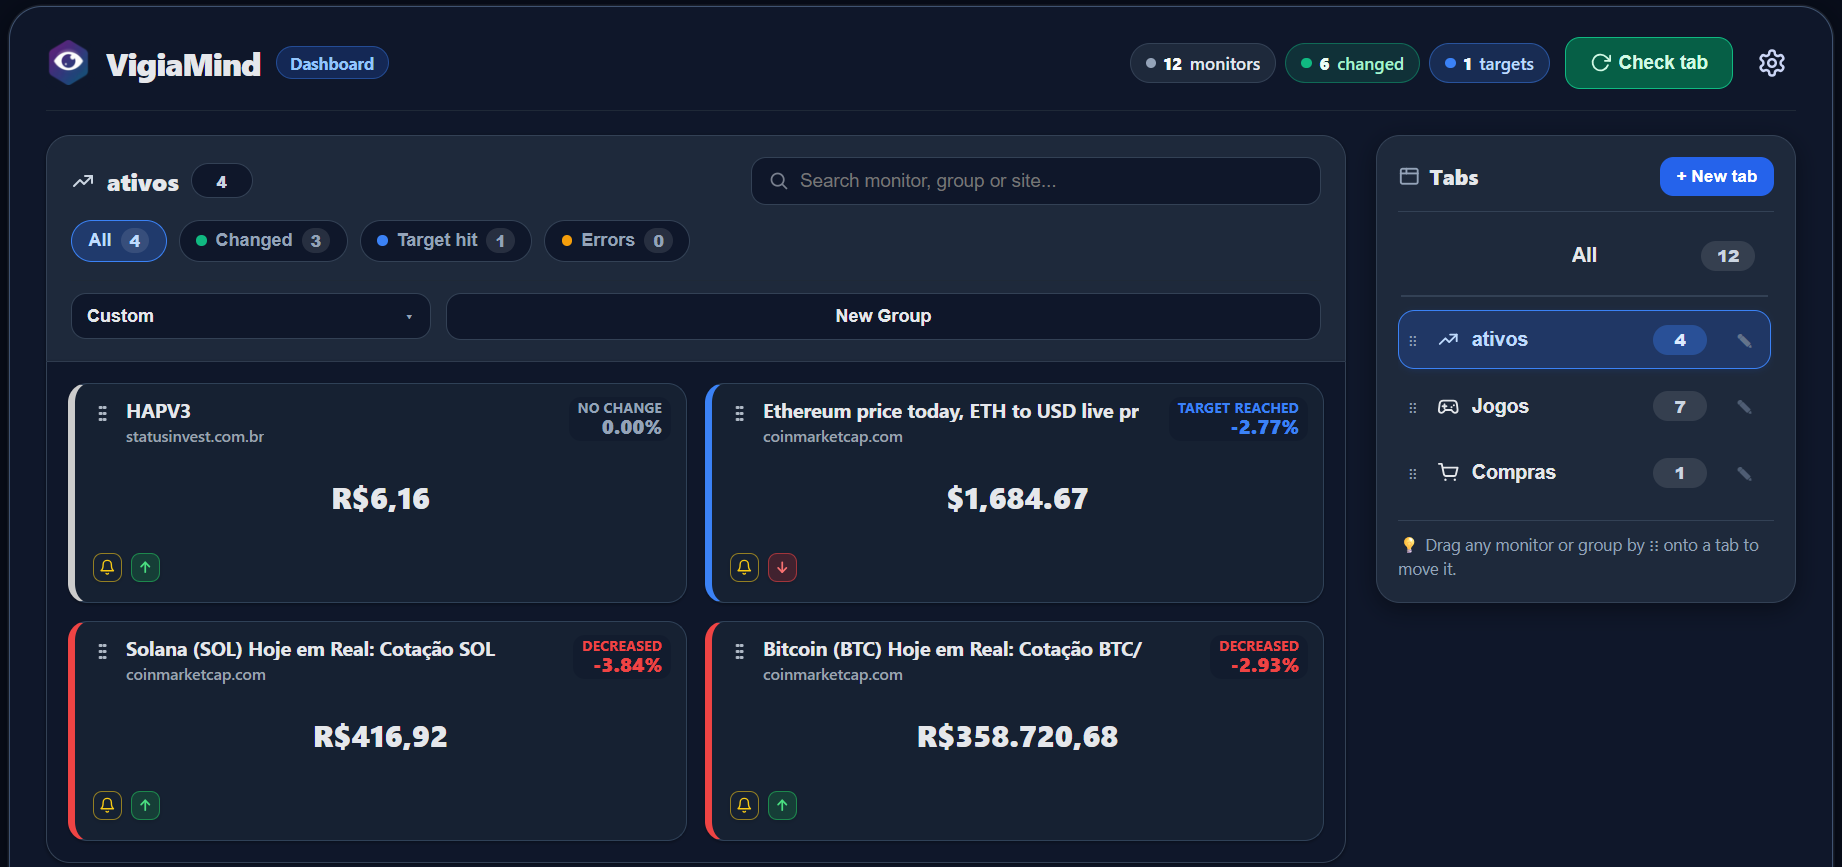 VigiaMind
Dashboard
12 monitors
6 changed
1 targets
Check tab
ativos 4
Search monitor, group or site...
All 4
Changed 3
Target hit 1
Errors 0
Custom
New Group
HAPV3
statusinvest.com.br
NO CHANGE
0.00%
R$6,16
Ethereum price today, ETH to USD live pr
coinmarketcap.com
TARGET REACHED
-2.77%
$1,684.67
Solana (SOL) Hoje em Real: Cotação SOL
coinmarketcap.com
DECREASED
-3.84%
R$416,92
Bitcoin (BTC) Hoje em Real: Cotação BTC/
coinmarketcap.com
DECREASED
-2.93%
R$358.720,68
Tabs
+ New tab
All 12
ativos 4
Jogos 7
Compras 1
💡 Drag any monitor or group by ⠿ onto a tab to
move it.